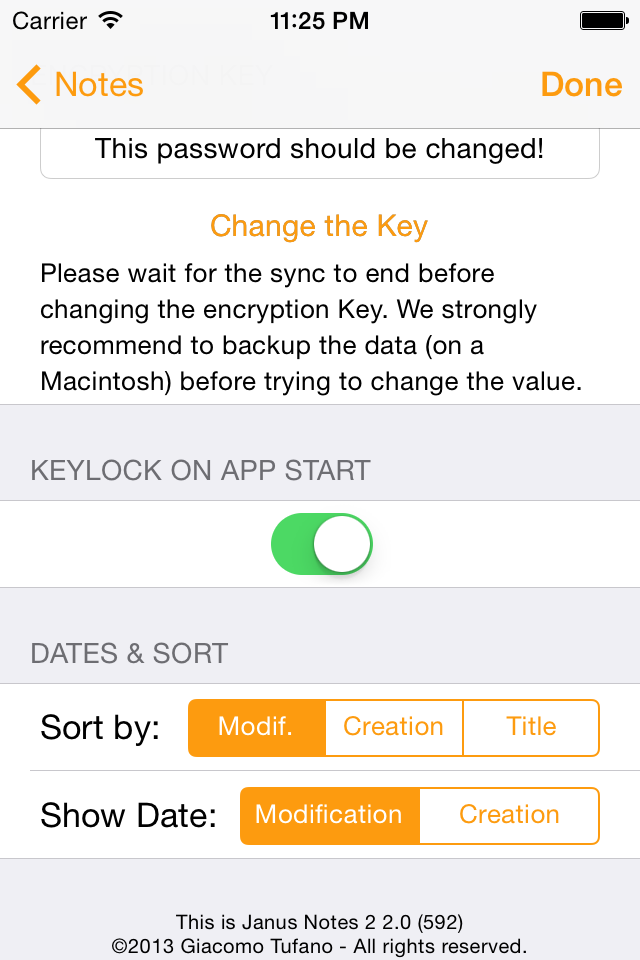 Carrier 11:25 PM
Notes Done
This password should be changed!
Change the Key
Please wait for the sync to end before
changing the encryption Key. We strongly
recommend to backup the data (on a
Macintosh) before trying to change the value.
KEYLOCK ON APP START
DATES & SORT
Sort by: Modif. Creation Title
Show Date: Modification Creation
This is Janus Notes 2 2.0 (592)
©2013 Giacomo Tufano - All rights reserved.